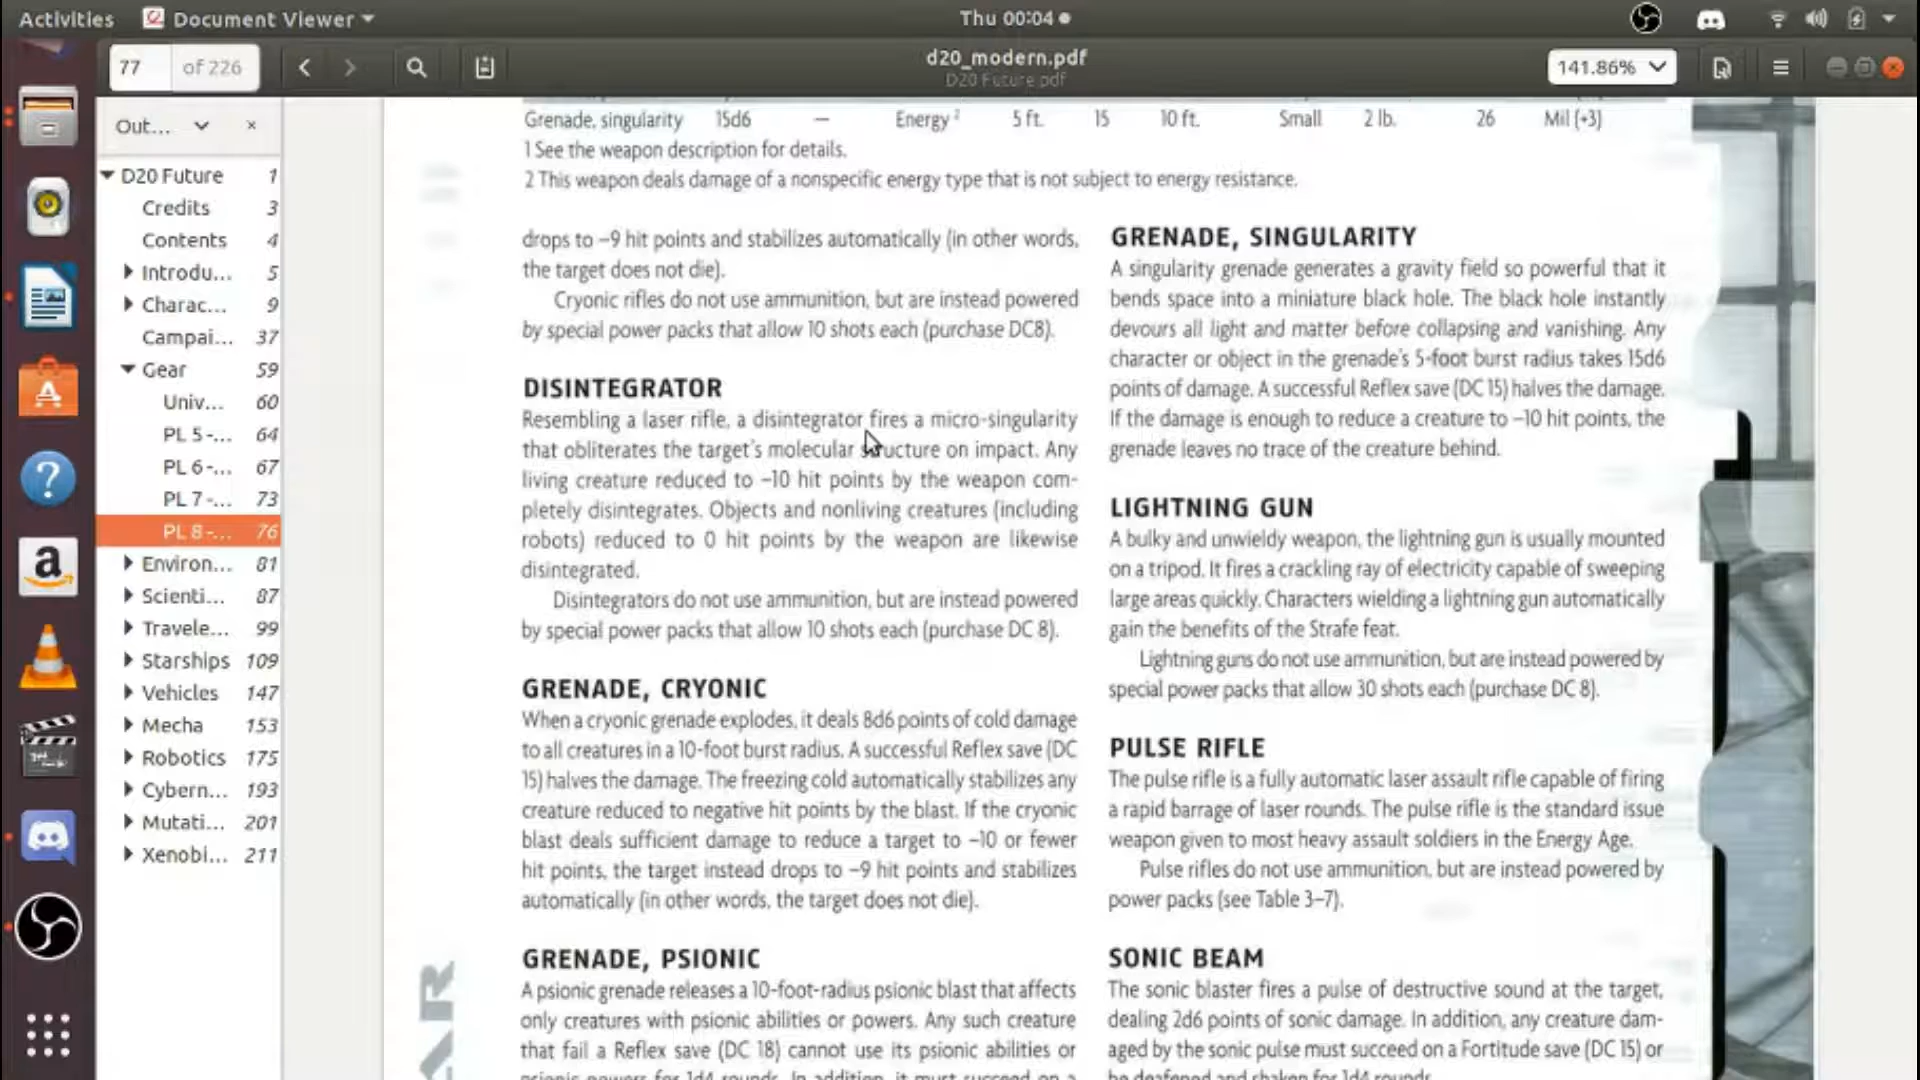 Activities
Document Viewer
Thu 00:04
77
of 226
d20_modern.pdf
D20 Future.pdf
141.86%
Out...
D20 Future 1
Credits 3
Contents 4
Introdu... 5
Charac... 9
Campai... 37
Gear 59
Univ... 60
PL 5 -... 64
PL 6 -... 67
PL 7 -... 73
PL 8 -... 76
Environ... 81
Scienti... 87
Travele... 99
Starships 109
Vehicles 147
Mecha 153
Robotics 175
Cybern... 193
Mutati... 201
Xenobi... 211
Grenade, singularity 15d6 — Energy 2 5 ft. 15 10 ft. Small 2 lb. 26 Mil (+3)
1 See the weapon description for details.
2 This weapon deals damage of a nonspecific energy type that is not subject to energy resistance.
drops to –9 hit points and stabilizes automatically (in other words,
the target does not die).
Cryonic rifles do not use ammunition, but are instead powered
by special power packs that allow 10 shots each (purchase DC8).
DISINTEGRATOR
Resembling a laser rifle, a disintegrator fires a micro-singularity
that obliterates the target's molecular structure on impact. Any
living creature reduced to –10 hit points by the weapon com-
pletely disintegrates. Objects and nonliving creatures (including
robots) reduced to 0 hit points by the weapon are likewise
disintegrated.
Disintegrators do not use ammunition, but are instead powered
by special power packs that allow 10 shots each (purchase DC 8).
GRENADE, CRYONIC
When a cryonic grenade explodes, it deals 8d6 points of cold damage
to all creatures in a 10-foot burst radius. A successful Reflex save (DC
15) halves the damage. The freezing cold automatically stabilizes any
creature reduced to negative hit points by the blast. If the cryonic
blast deals sufficient damage to reduce a target to –10 or fewer
hit points, the target instead drops to –9 hit points and stabilizes
automatically (in other words, the target does not die).
GRENADE, PSIONIC
A psionic grenade releases a 10-foot-radius psionic blast that affects
only creatures with psionic abilities or powers. Any such creature
that fail a Reflex save (DC 18) cannot use its psionic abilities or
psionic powers for 1d4 rounds. In addition, it must succeed on a
GRENADE, SINGULARITY
A singularity grenade generates a gravity field so powerful that it
bends space into a miniature black hole. The black hole instantly
devours all light and matter before collapsing and vanishing. Any
character or object in the grenade's 5-foot burst radius takes 15d6
points of damage. A successful Reflex save (DC 15) halves the damage.
If the damage is enough to reduce a creature to –10 hit points, the
grenade leaves no trace of the creature behind.
LIGHTNING GUN
A bulky and unwieldy weapon, the lightning gun is usually mounted
on a tripod. It fires a crackling ray of electricity capable of sweeping
large areas quickly. Characters wielding a lightning gun automatically
gain the benefits of the Strafe feat.
Lightning guns do not use ammunition, but are instead powered by
special power packs that allow 30 shots each (purchase DC 8).
PULSE RIFLE
The pulse rifle is a fully automatic laser assault rifle capable of firing
a rapid barrage of laser rounds. The pulse rifle is the standard issue
weapon given to most heavy assault soldiers in the Energy Age.
Pulse rifles do not use ammunition, but are instead powered by
power packs (see Table 3–7).
SONIC BEAM
The sonic blaster fires a pulse of destructive sound at the target,
dealing 2d6 points of sonic damage. In addition, any creature dam-
aged by the sonic pulse must succeed on a Fortitude save (DC 15) or
be deafened and shaken for 1d4 rounds.